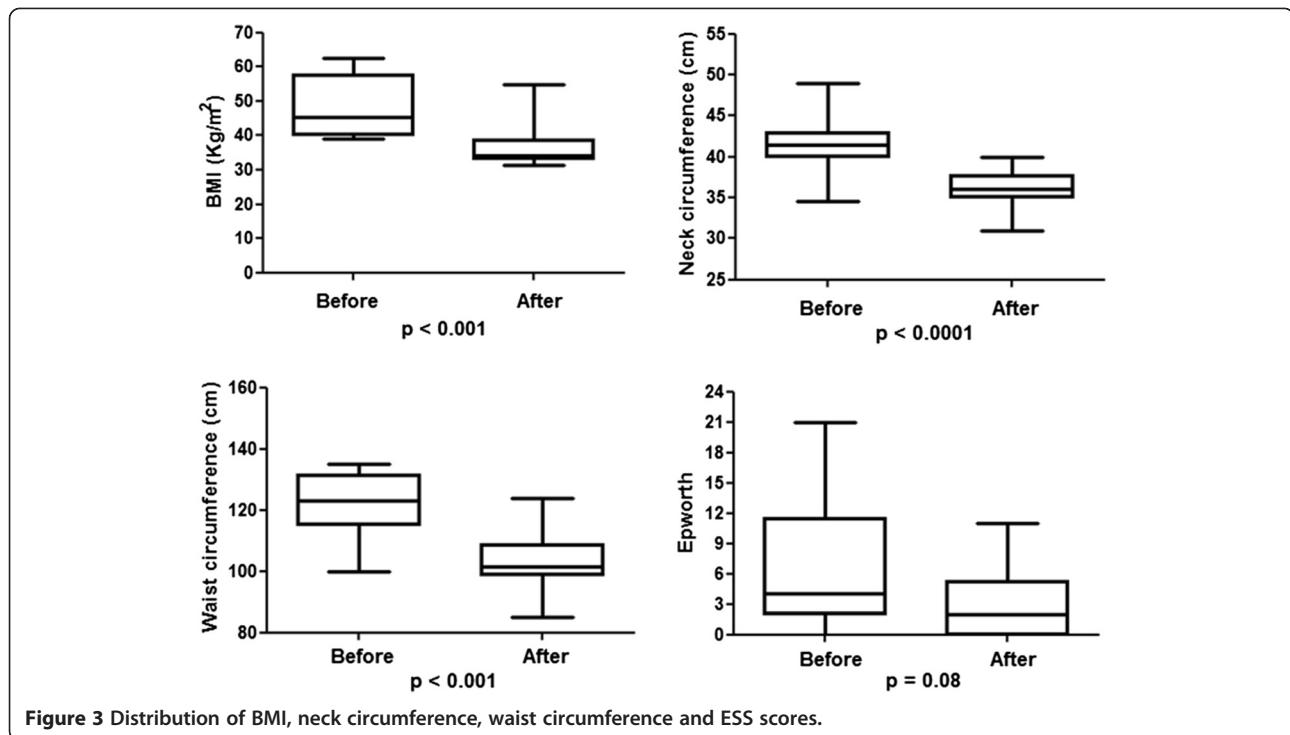 70
60
50
40
30
20
10
0
BMI (Kg/m²)
Before After
p < 0.001
55
50
45
40
35
30
25
Neck circumference (cm)
Before After
p < 0.0001
160
140
120
100
80
Waist circumference (cm)
Before After
p < 0.001
24
21
18
15
12
9
6
3
0
Epworth
Before After
p = 0.08
Figure 3 Distribution of BMI, neck circumference, waist circumference and ESS scores.